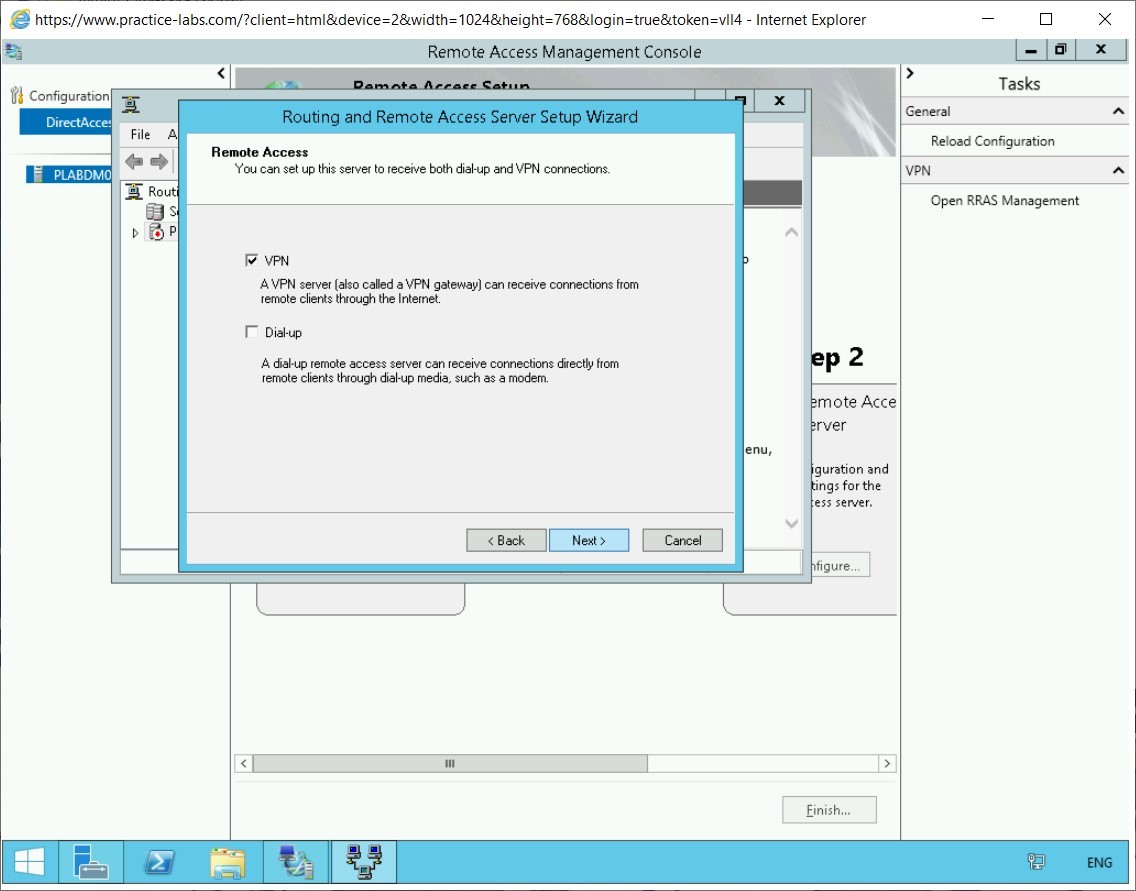 https://www.practice-labs.com/?client=html&device=2&width=1024&height=768&login=true&token=vll4 - Internet Explorer
Remote Access Management Console
Configuration
DirectAcces
PLABDM0
Remote Access Setup
File A
Routi
S
P
Routing and Remote Access Server Setup Wizard
Remote Access
You can set up this server to receive both dial-up and VPN connections.
VPN
A VPN server (also called a VPN gateway) can receive connections from
remote clients through the Internet.
Dial-up
A dial-up remote access server can receive connections directly from
remote clients through dial-up media, such as a modem.
< Back
Next >
Cancel
enu,
ep 2
emote Acce
erver
iguration and
tings for the
ess server.
nfigure...
Finish...
Tasks
General
Reload Configuration
VPN
Open RRAS Management
ENG